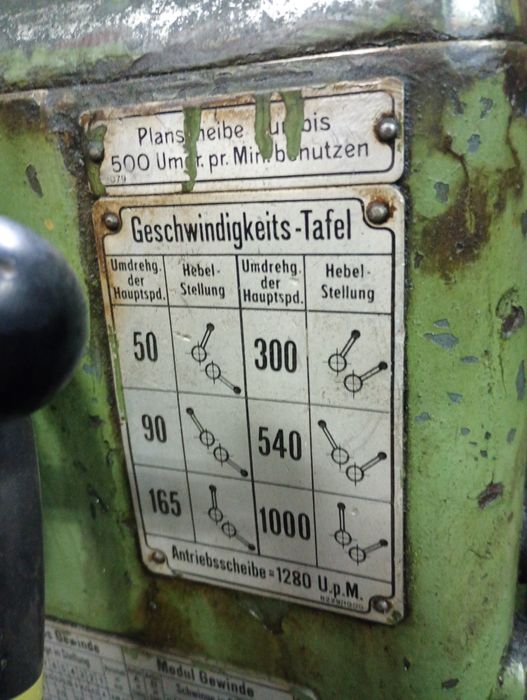 Planscheibe nur bis
500 Umdr. pr. Min. benutzen
Geschwindigkeits-Tafel
Umdrehg. der Hauptspd. Hebel-Stellung Umdrehg. der Hauptspd. Hebel-Stellung
50 300
90 540
165 1000
Antriebsscheibe=1280 U.p.M.
Gewinde
Modul Gewinde